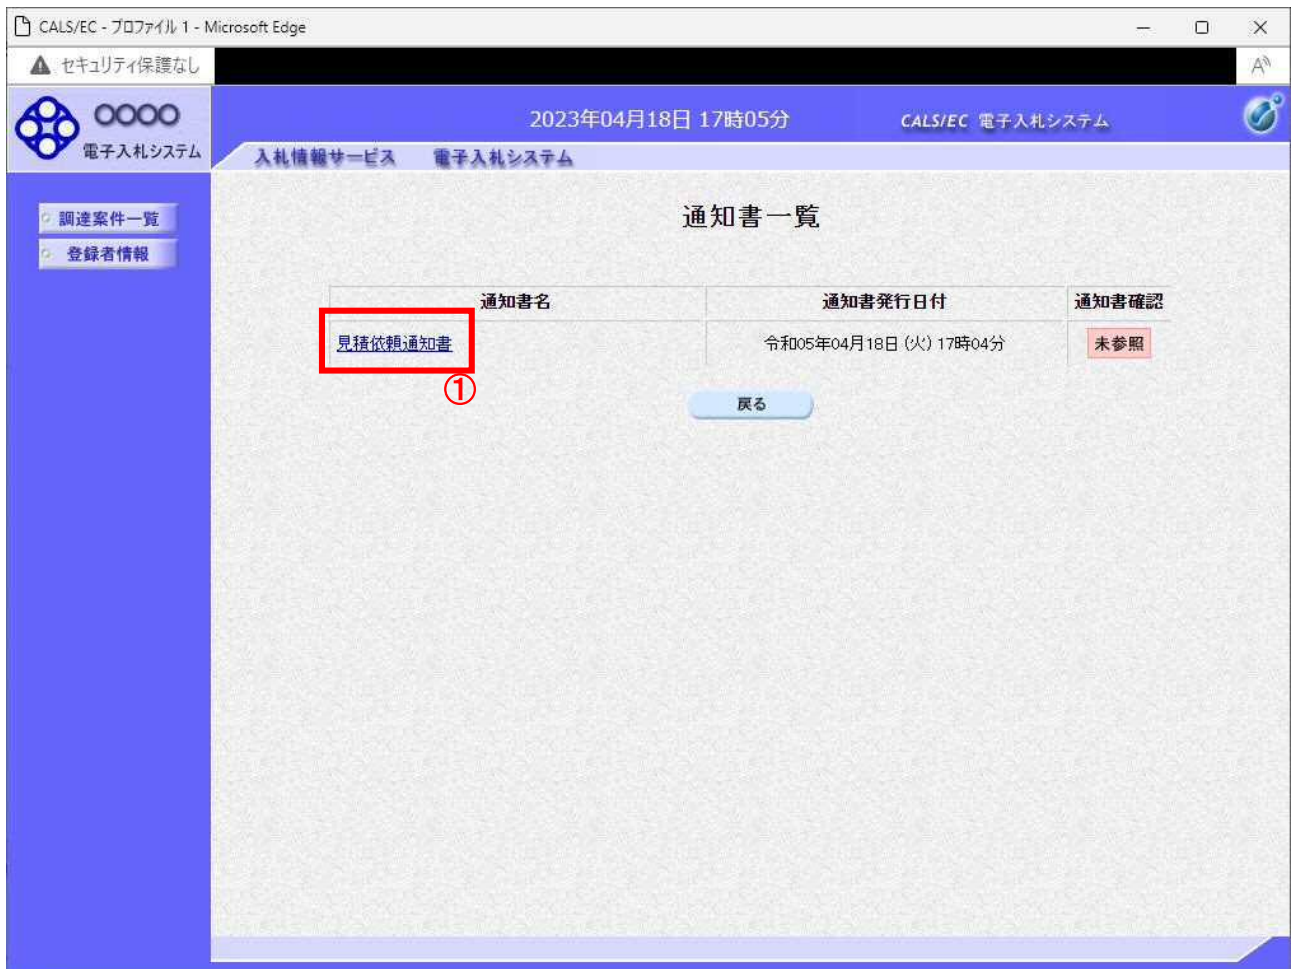 CALS/EC - プロファイル 1 - Microsoft Edge
セキュリティ保護なし
A
○○○○
電子入札システム
2023年04月18日 17時05分
CALS/EC 電子入札システム
入札情報サービス 電子入札システム
調達案件一覧
登録者情報
通知書一覧
通知書名 通知書発行日付 通知書確認
見積依頼通知書 令和05年04月18日 (火) 17時04分 未参照
①
戻る